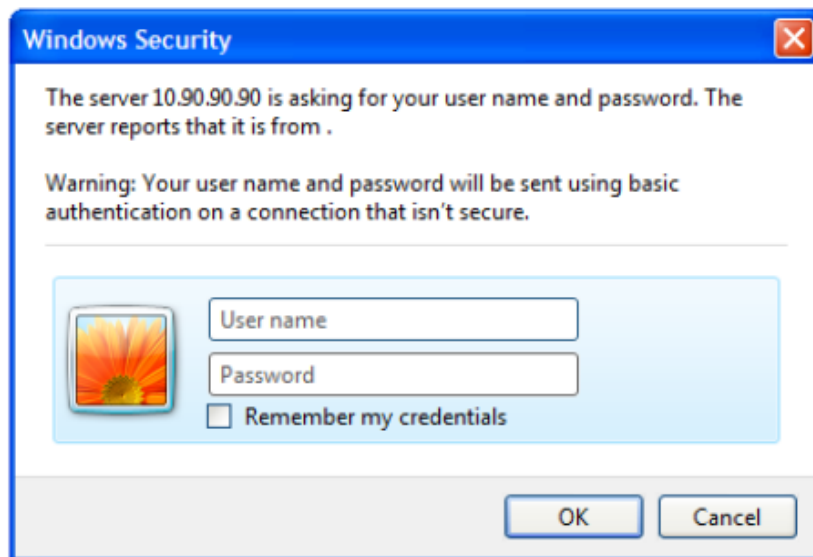 Windows Security
The server 10.90.90.90 is asking for your user name and password. The
server reports that it is from .
Warning: Your user name and password will be sent using basic
authentication on a connection that isn't secure.
User name
Password
Remember my credentials
OK Cancel